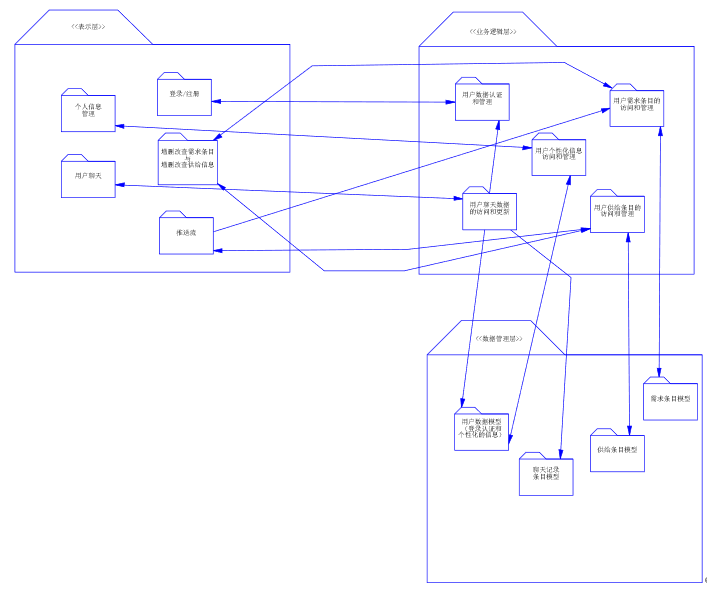 <<表示层>>
<<业务逻辑层>>
登录/注册
个人信息
管理
用户数据认证
和管理
用户需求条目的
访问和管理
增删改查需求条目
与
增删改查供给信息
用户个性化信息
访问和管理
用户聊天
用户聊天数据
的访问和更新
用户供给条目的
访问和管理
推送流
<<数据管理层>>
需求条目模型
用户数据模型
(登录认证和
个性化的信息)
供给条目模型
聊天记录
条目模型